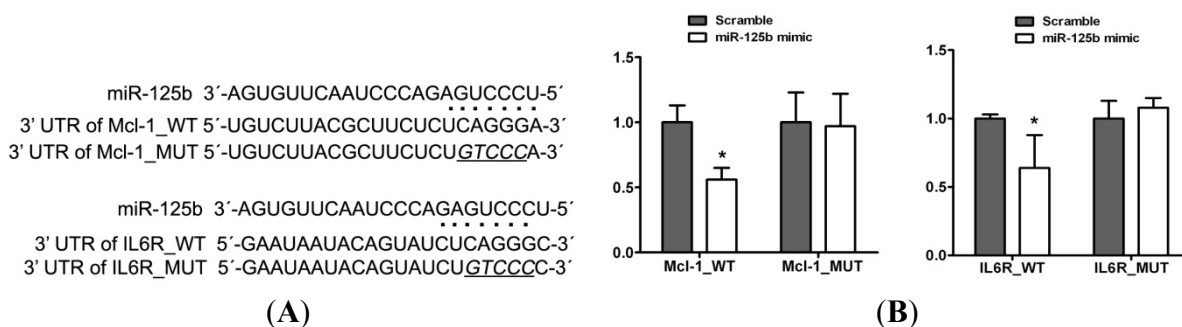 miR-125b 3´-AGUGUUCAAUCCCAGAGUCCCU-5´
3’ UTR of Mcl-1_WT 5´-UGUCUUACGCUUCUCUCAGGGA-3´
3’ UTR of Mcl-1_MUT 5´-UGUCUUACGCUUCUCUGTCCCA-3´
miR-125b 3´-AGUGUUCAAUCCCAGAGUCCCU-5´
3’ UTR of IL6R_WT 5´-GAAUAAUACAGUAUCUCAGGGC-3´
3’ UTR of IL6R_MUT 5´-GAAUAAUACAGUAUCUGTCCCC-3´
(A)
Scramble
miR-125b mimic
1.5
1.0
0.5
0.0
*
Mcl-1_WT Mcl-1_MUT
Scramble
miR-125b mimic
1.5
1.0
0.5
0.0
*
IL6R_WT IL6R_MUT
(B)